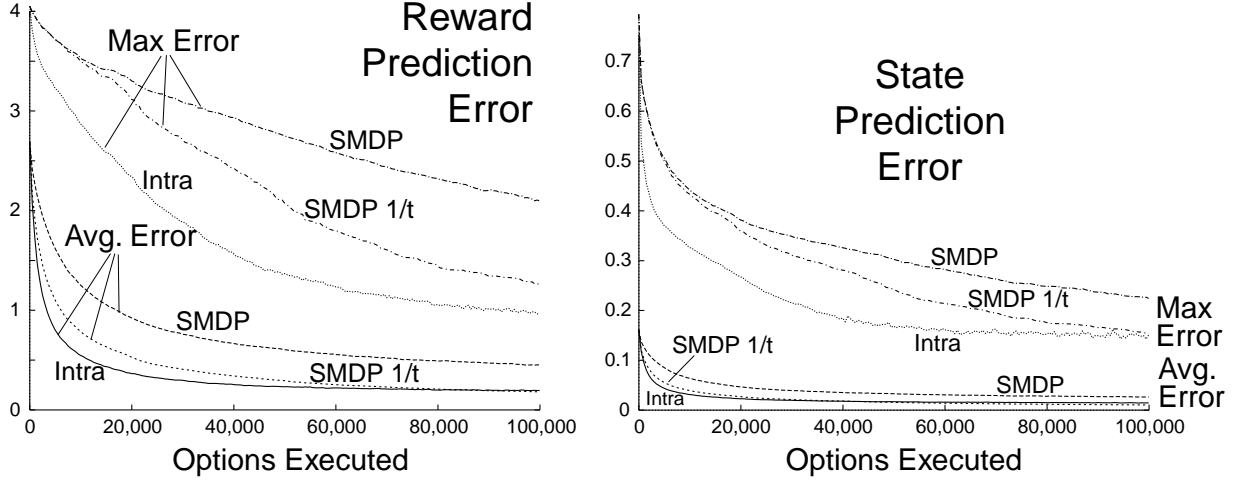 Reward
Prediction
Error
4
3
2
1
0
Max Error
SMDP
Intra
SMDP 1/t
Avg. Error
SMDP
Intra
SMDP 1/t
0 20,000 40,000 60,000 80,000 100,000
Options Executed
State
Prediction
Error
0.7
0.6
0.5
0.4
0.3
0.2
0.1
0
SMDP
SMDP 1/t
Intra
Max
Error
SMDP 1/t
SMDP
Intra
Avg.
Error
0 20,000 40,000 60,000 80,000 100,000
Options Executed